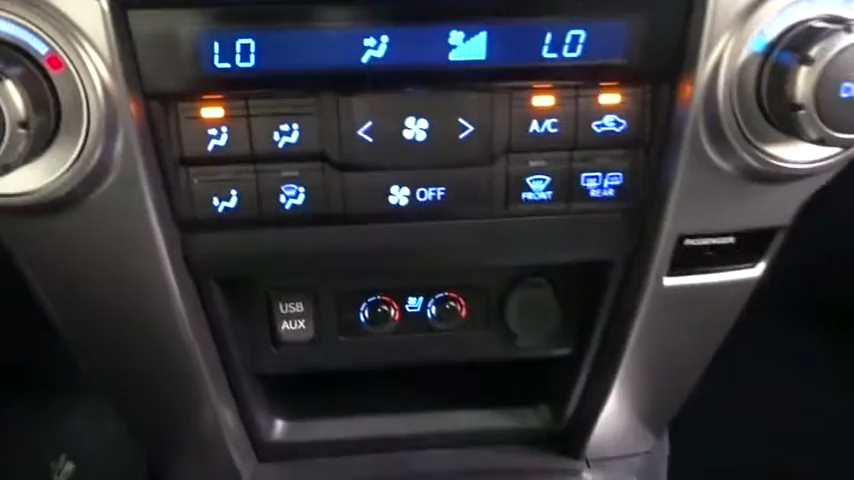 LO LO
A/C
OFF
FRONT
REAR
PASSENGER
USB
AUX